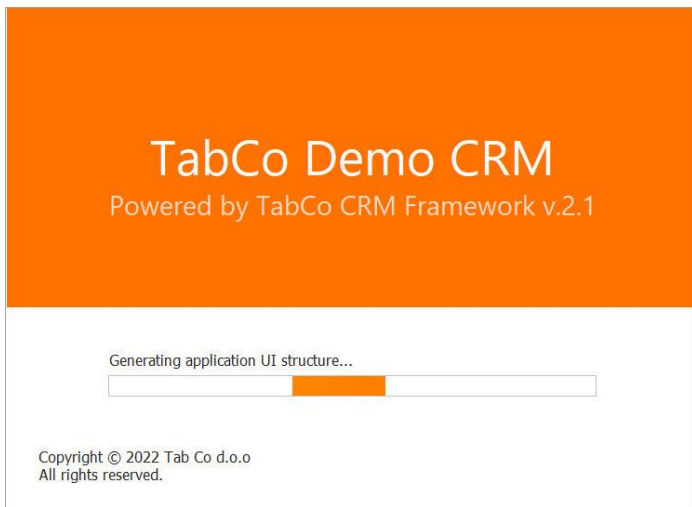 TabCo Demo CRM
Powered by TabCo CRM Framework v.2.1
Generating application UI structure...
Copyright © 2022 Tab Co d.o.o
All rights reserved.